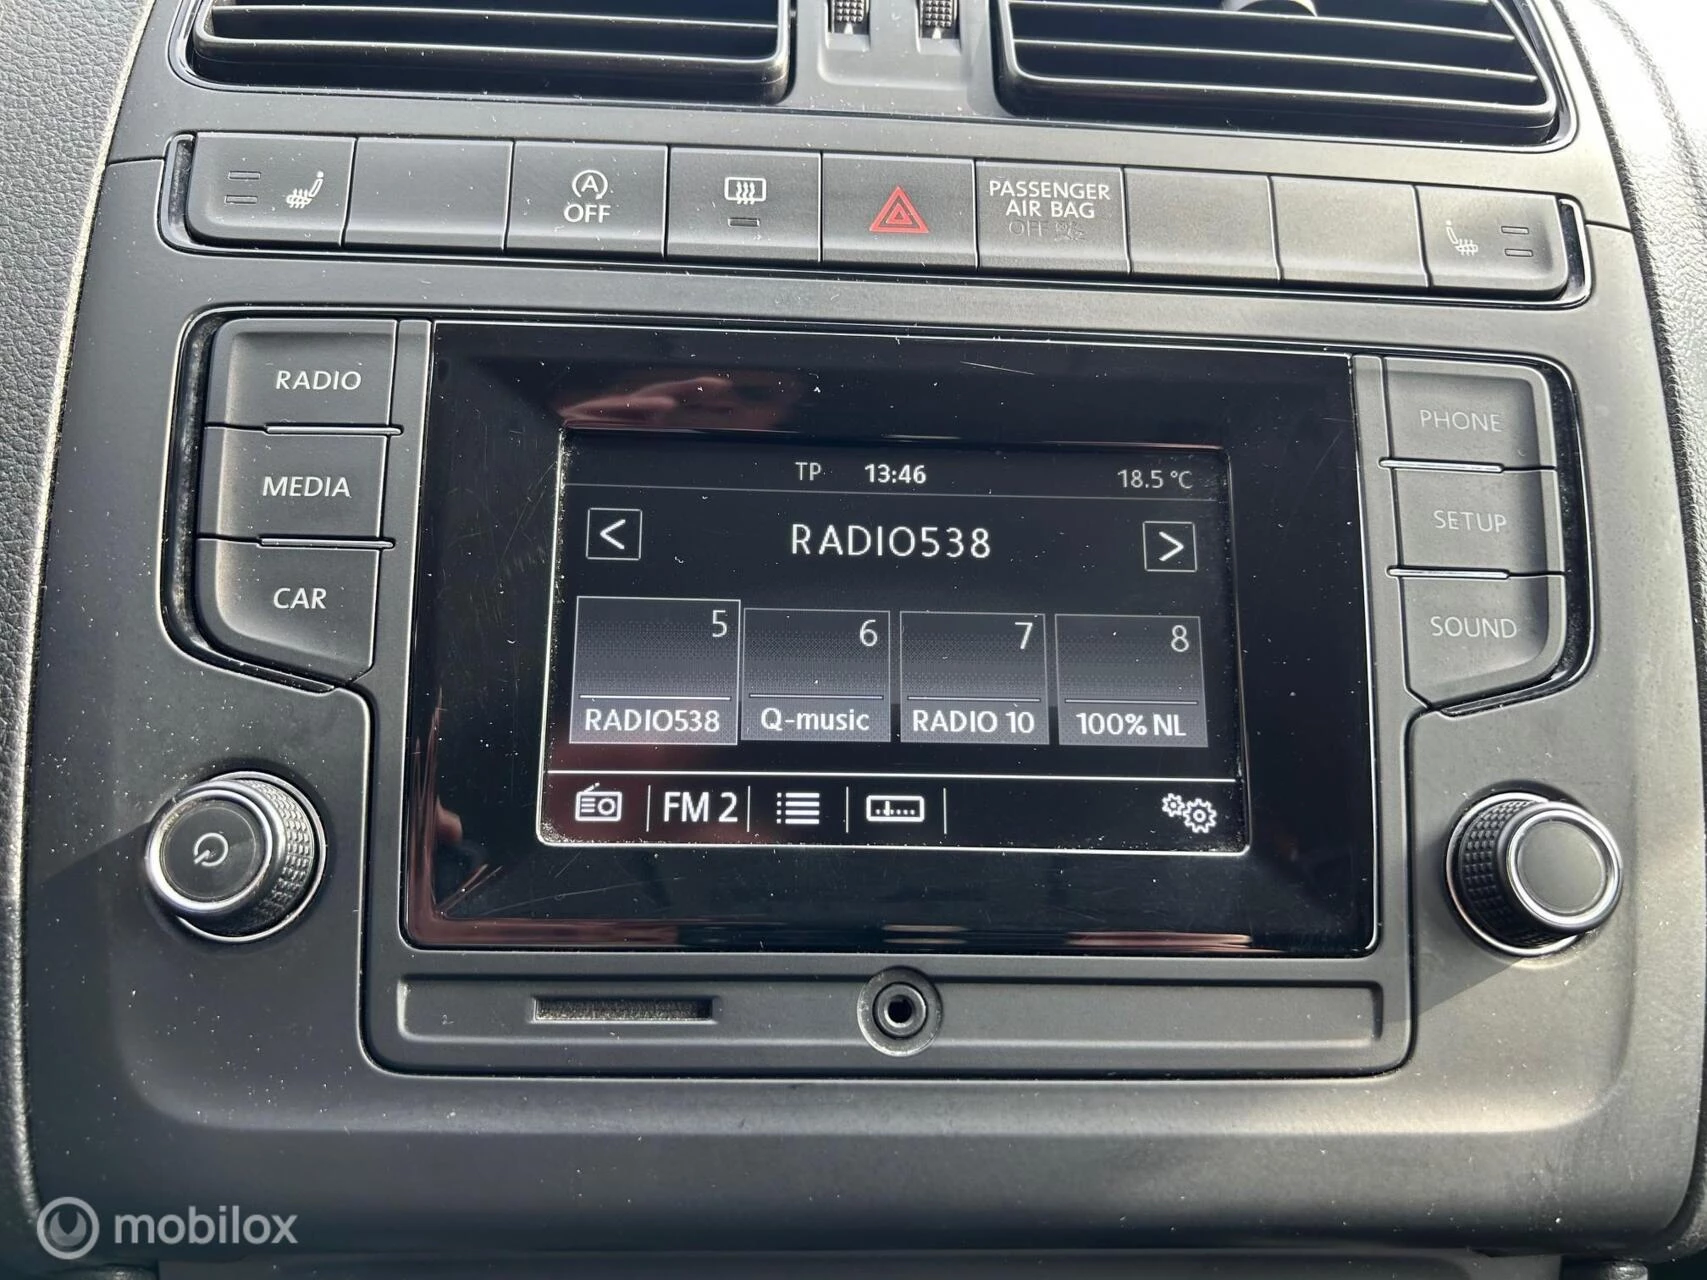 A
OFF
PASSENGER
AIR BAG
OFF
RADIO
MEDIA
CAR
PHONE
SETUP
SOUND
TP 13:46 18.5 °C
< RADIO538 >
5 6 7 8
RADIO538 Q-music RADIO 10 100% NL
FM 2
mobilox